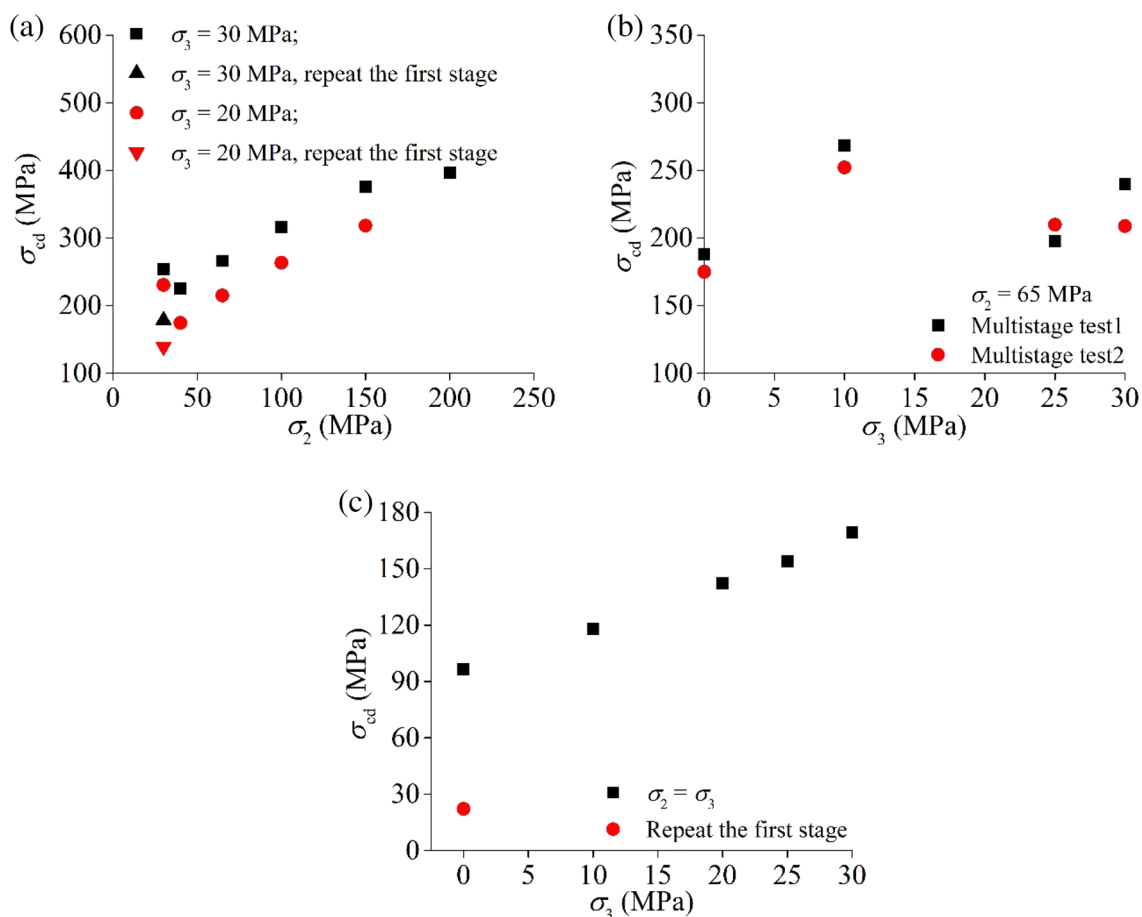 (a)
600
500
400
300
200
100
σcd (MPa)
σ3 = 30 MPa;
σ3 = 30 MPa, repeat the first stage
σ3 = 20 MPa;
σ3 = 20 MPa, repeat the first stage
0 50 100 150 200 250
σ2 (MPa)
(b)
350
300
250
200
150
100
σcd (MPa)
σ2 = 65 MPa
Multistage test1
Multistage test2
0 5 10 15 20 25 30
σ3 (MPa)
(c)
180
150
120
90
60
30
0
σcd (MPa)
σ2 = σ3
Repeat the first stage
0 5 10 15 20 25 30
σ3 (MPa)